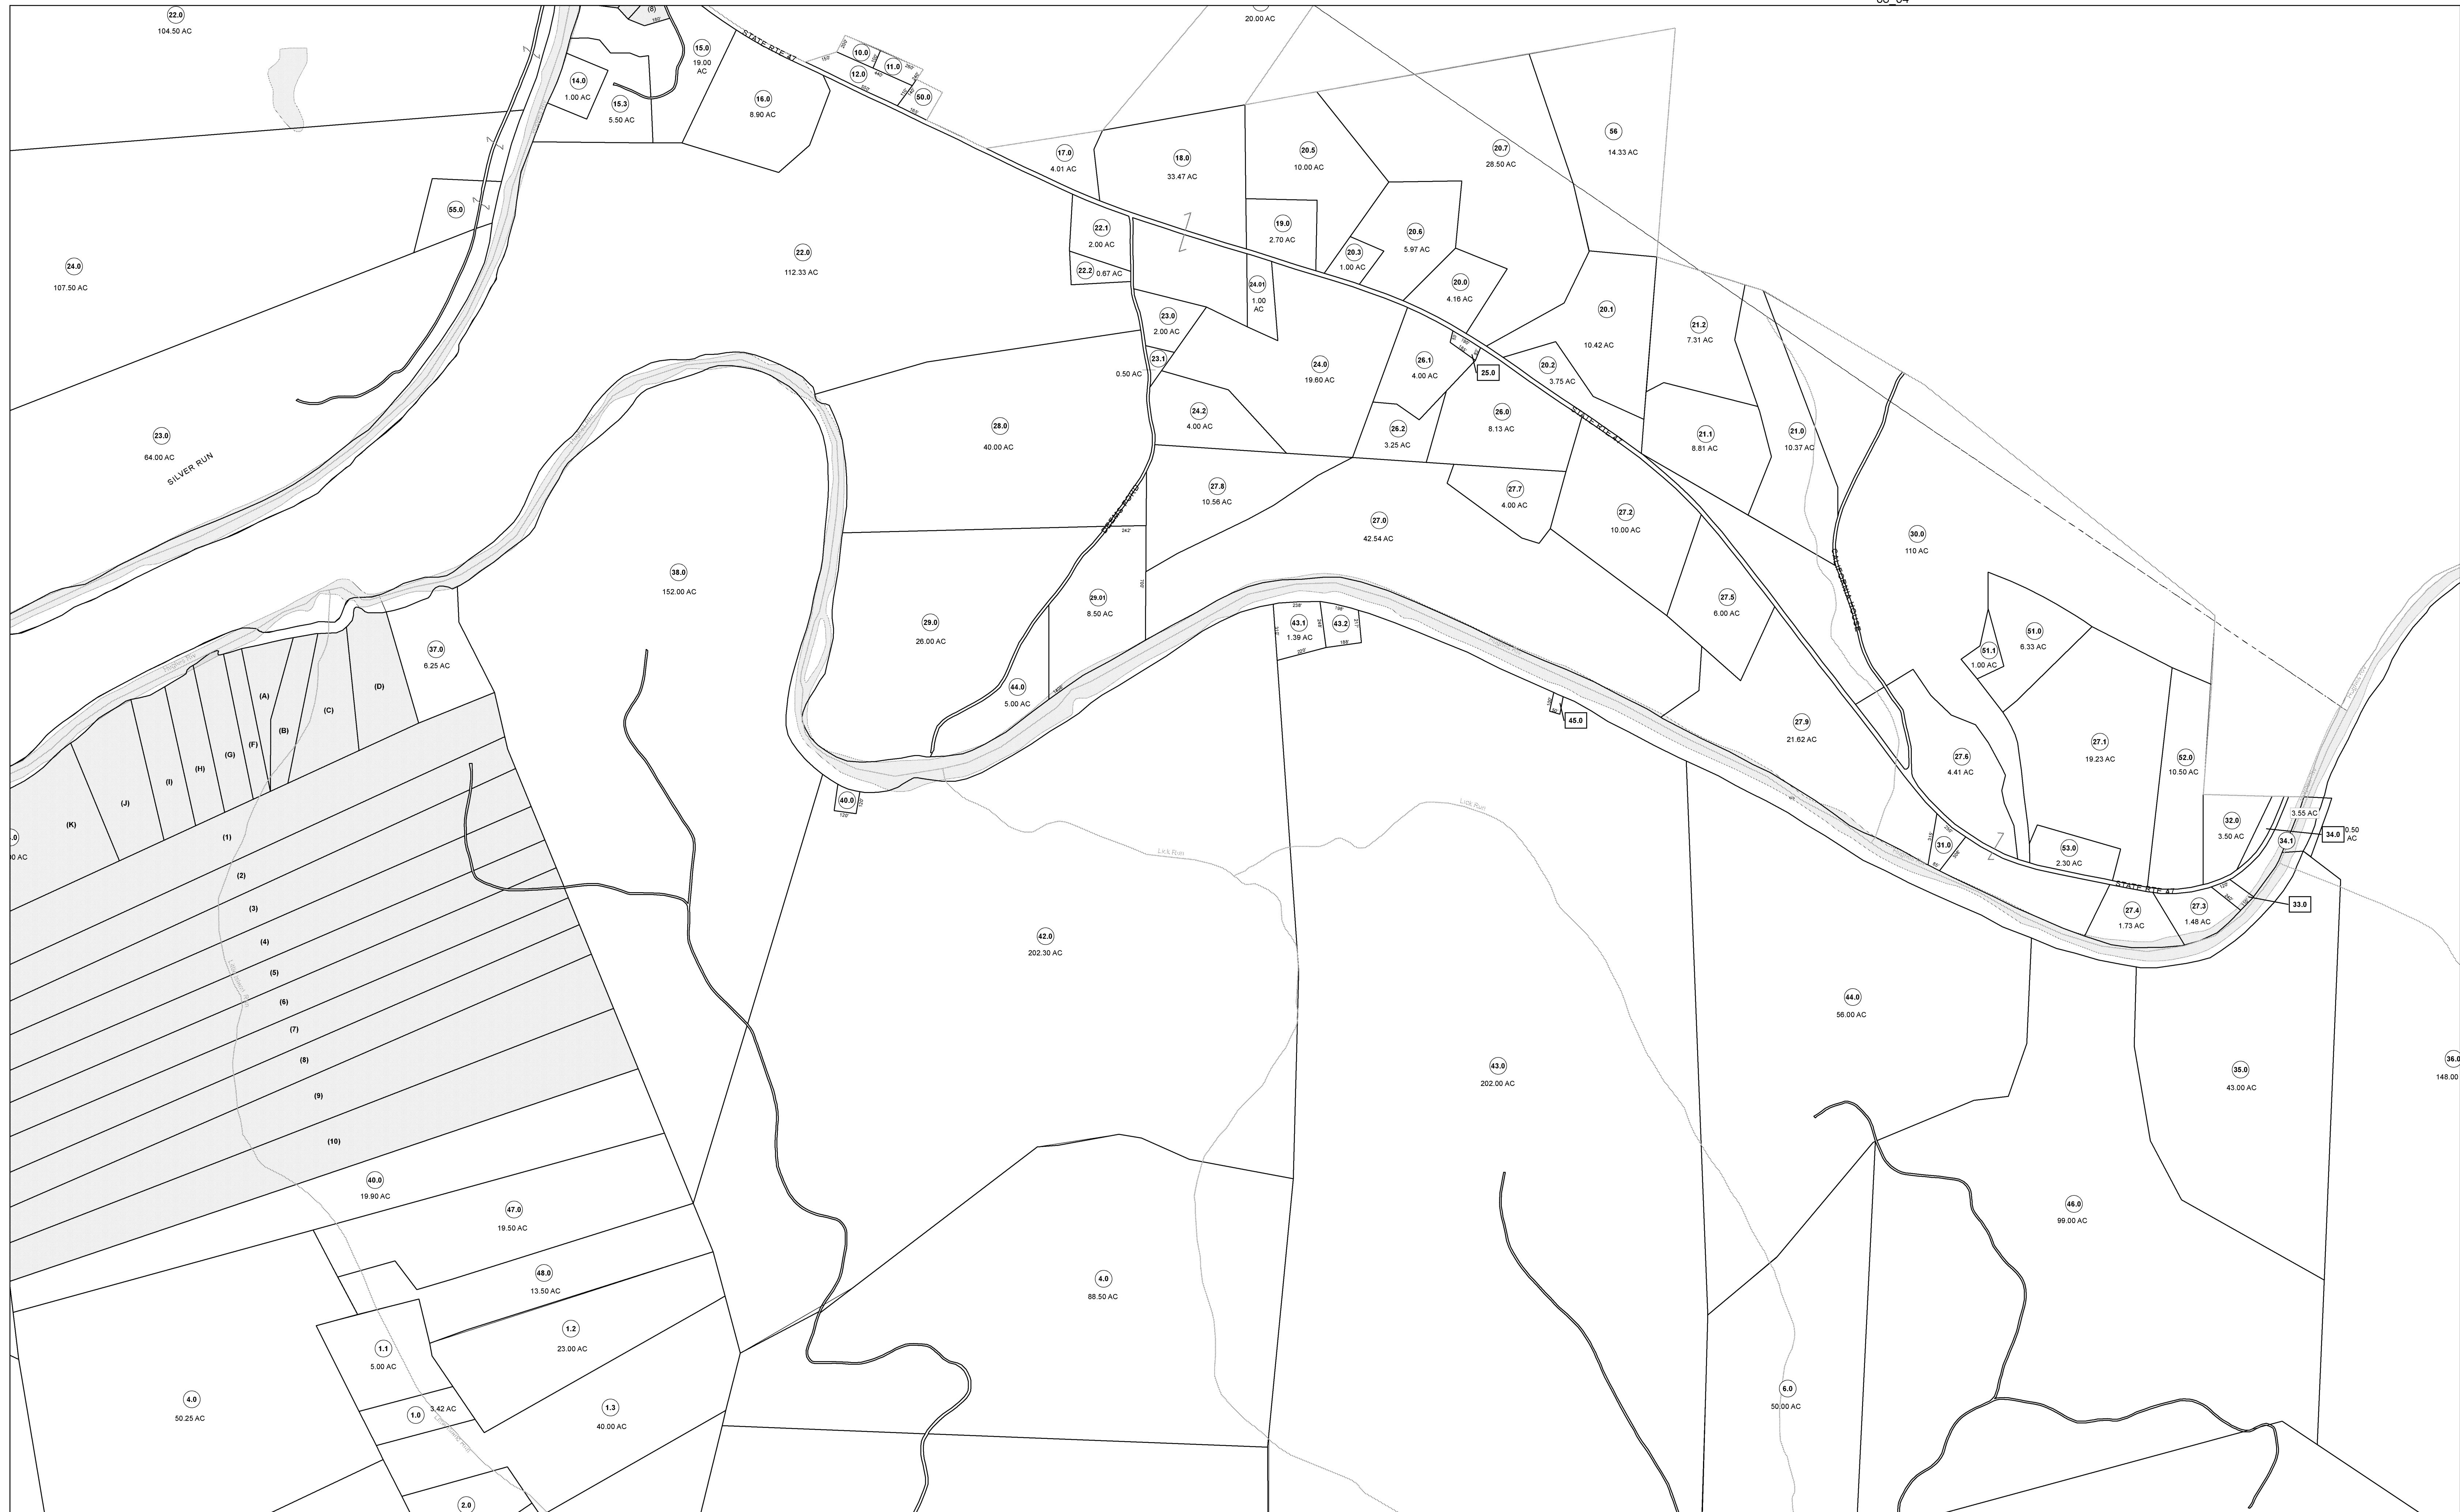 22.0
104.50 AC
(8)
180'
15.0
19.00
AC
STATE RTE 47
20.00 AC
14.0
1.00 AC
15.3
5.50 AC
16.0
8.90 AC
150'
10.0
11.0
12.0
50.0
17.0
4.01 AC
18.0
33.47 AC
20.5
10.00 AC
20.7
28.50 AC
56
14.33 AC
55.0
24.0
107.50 AC
22.0
112.33 AC
22.1
2.00 AC
22.2
0.67 AC
19.0
2.70 AC
20.3
1.00 AC
20.6
5.97 AC
20.0
4.16 AC
24.01
1.00
AC
23.0
2.00 AC
23.1
0.50 AC
24.0
19.60 AC
26.1
4.00 AC
25.0
20.1
10.42 AC
20.2
3.75 AC
21.2
7.31 AC
23.0
64.00 AC
SILVER RUN
28.0
40.00 AC
24.2
4.00 AC
26.2
3.25 AC
26.0
8.13 AC
STATE RTE 47
21.1
8.81 AC
21.0
10.37 AC
27.8
10.56 AC
27.0
42.54 AC
27.7
4.00 AC
27.2
10.00 AC
30.0
110 AC
DEEMS FORD
242'
CALIFORNIA HOUSE
38.0
152.00 AC
29.0
26.00 AC
29.01
8.50 AC
700'
43.1
1.39 AC
43.2
238'
198'
27.5
6.00 AC
51.0
6.33 AC
51.1
1.00 AC
37.0
6.25 AC
44.0
5.00 AC
45.0
27.9
21.62 AC
27.6
4.41 AC
27.1
19.23 AC
52.0
10.50 AC
(A)
(B)
(C)
(D)
(F)
(G)
(H)
(I)
(J)
(K)
.0
40.0
120'
120'
Lick Run
Lick Run
32.0
3.50 AC
3.55 AC
34.0
0.50
AC
34.1
31.0
53.0
2.30 AC
STATE RTE 47
33.0
27.4
1.73 AC
27.3
1.48 AC
(1)
(2)
(3)
(4)
(5)
(6)
(7)
(8)
(9)
(10)
42.0
202.30 AC
44.0
56.00 AC
43.0
202.00 AC
35.0
43.00 AC
36.0
148.00
40.0
19.90 AC
47.0
19.50 AC
46.0
99.00 AC
48.0
13.50 AC
4.0
88.50 AC
1.2
23.00 AC
1.1
5.00 AC
4.0
50.25 AC
1.0
3.42 AC
1.3
40.00 AC
6.0
50.00 AC
2.0